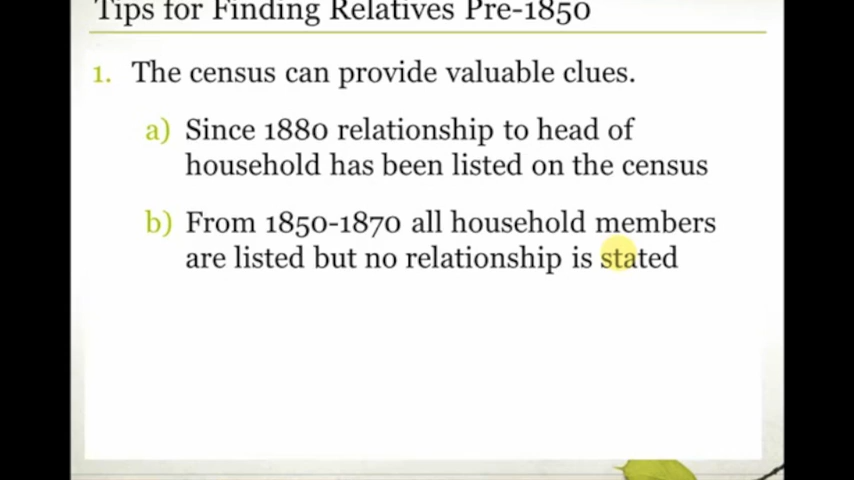 Tips for Finding Relatives Pre-1850
1. The census can provide valuable clues.
a) Since 1880 relationship to head of
household has been listed on the census
b) From 1850-1870 all household members
are listed but no relationship is stated